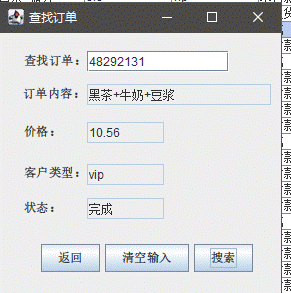 查找订单
查找订单：48292131
订单内容：黑茶+牛奶+豆浆
价格：10.56
客户类型：vip
状态：完成
返回 清空输入 搜索